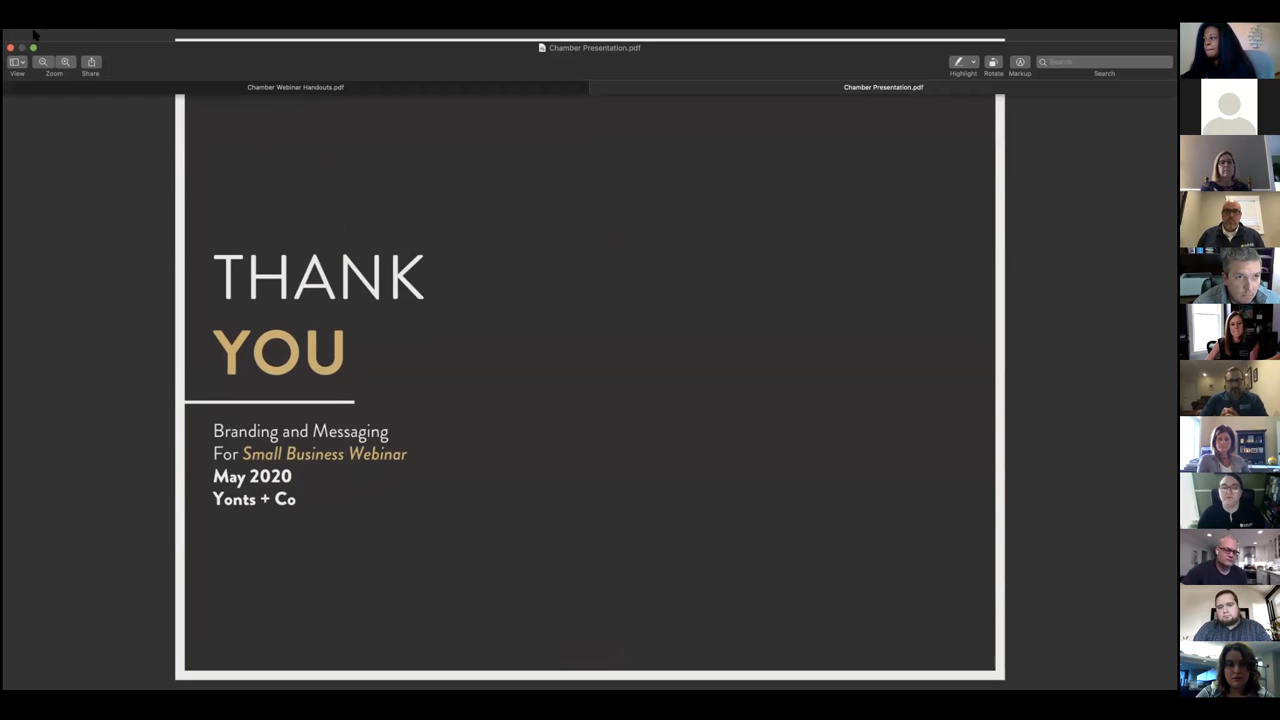 Chamber Presentation.pdf
View
Zoom
Share
Highlight
Rotate
Markup
Search
Search
Chamber Webinar Handouts.pdf
Chamber Presentation.pdf
THANK
YOU
Branding and Messaging
For Small Business Webinar
May 2020
Yonts + Co